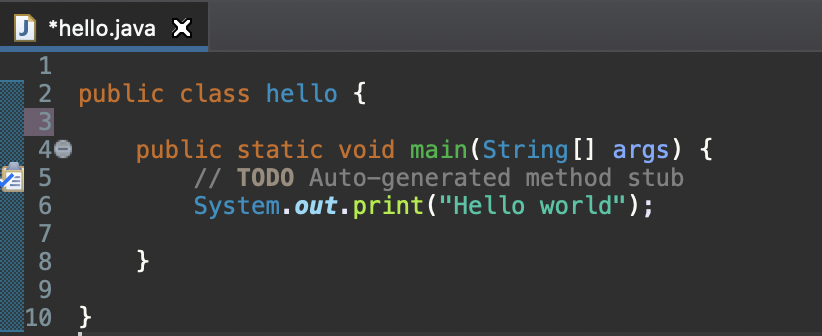 J *hello.java
1
2 public class hello {
3
4 public static void main(String[] args) {
5 // TODO Auto-generated method stub
6 System.out.print("Hello world");
7
8 }
9
10 }